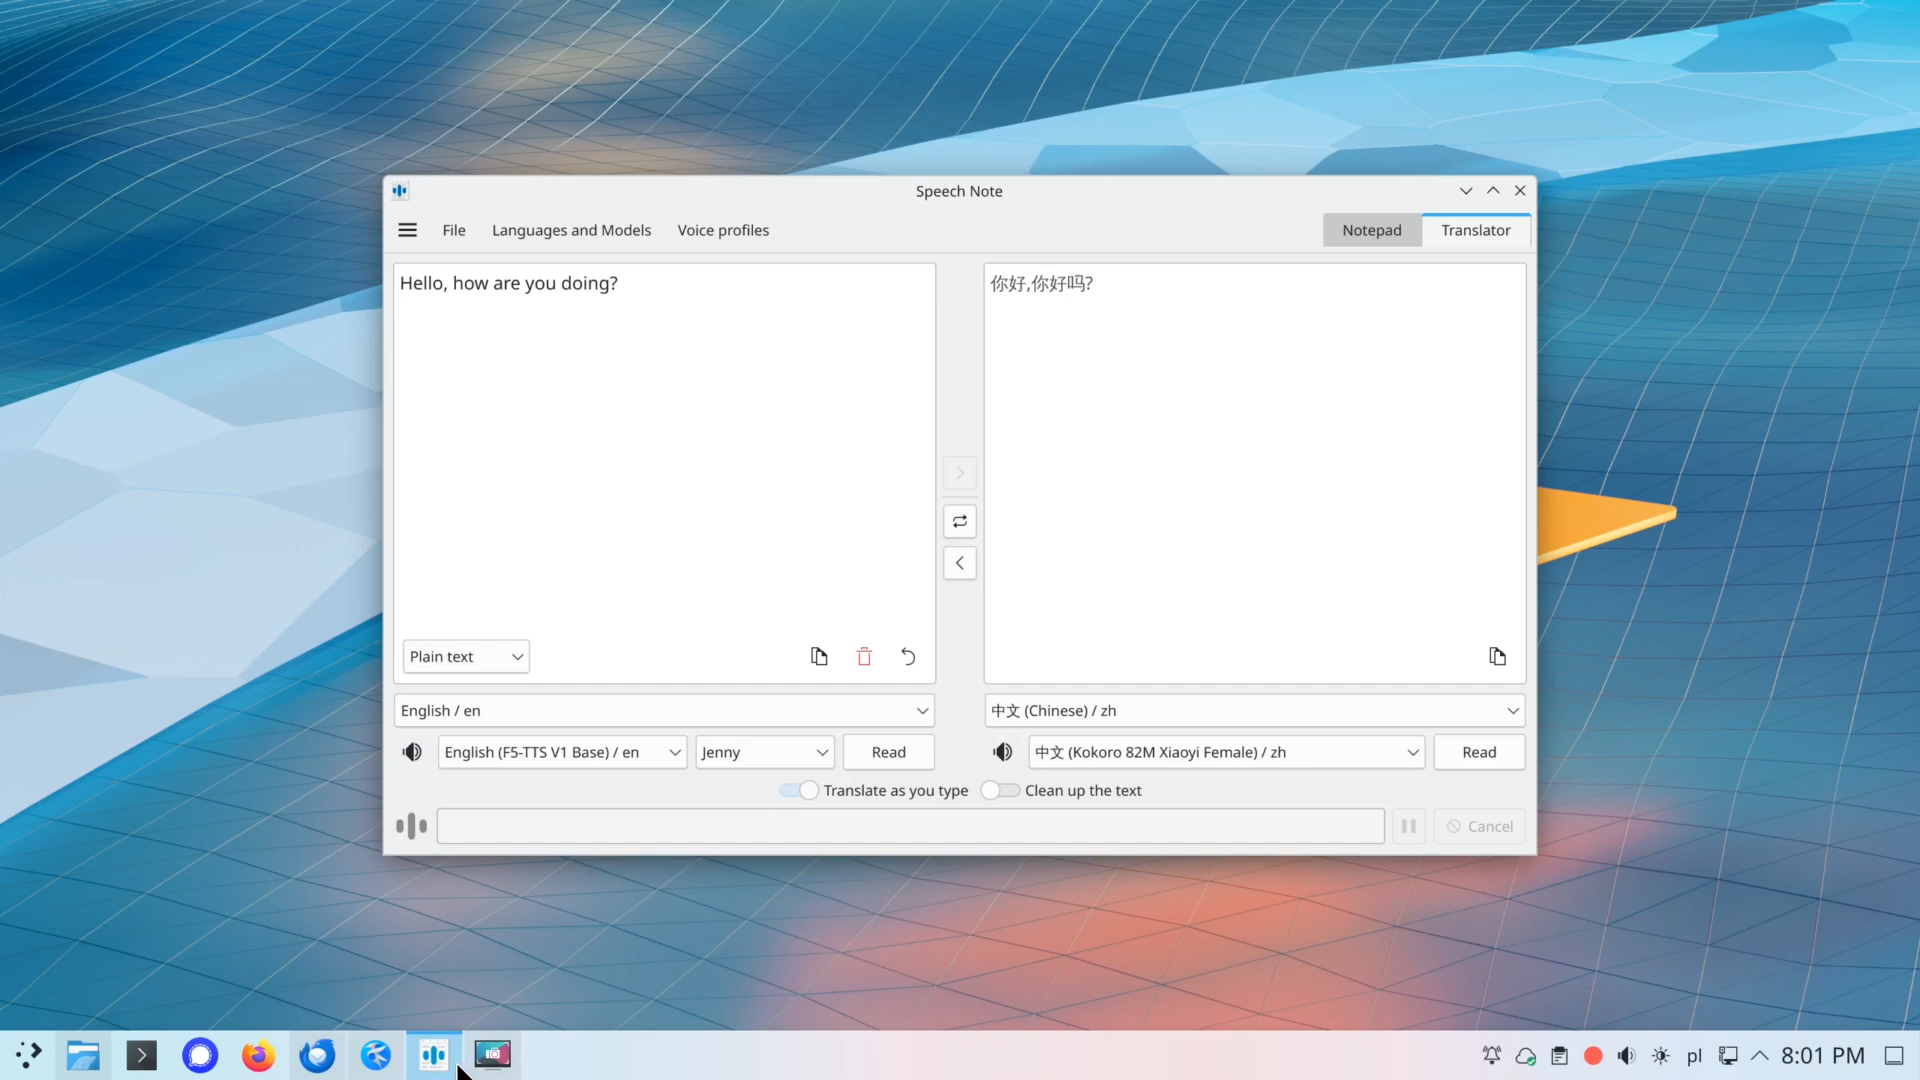 Speech Note
File Languages and Models Voice profiles Notepad Translator
Hello, how are you doing?
你好,你好吗?
Plain text
English / en
中文 (Chinese) / zh
English (F5-TTS V1 Base) / en Jenny Read
中文 (Kokoro 82M Xiaoyi Female) / zh Read
Translate as you type Clean up the text
Cancel
pl 8:01 PM